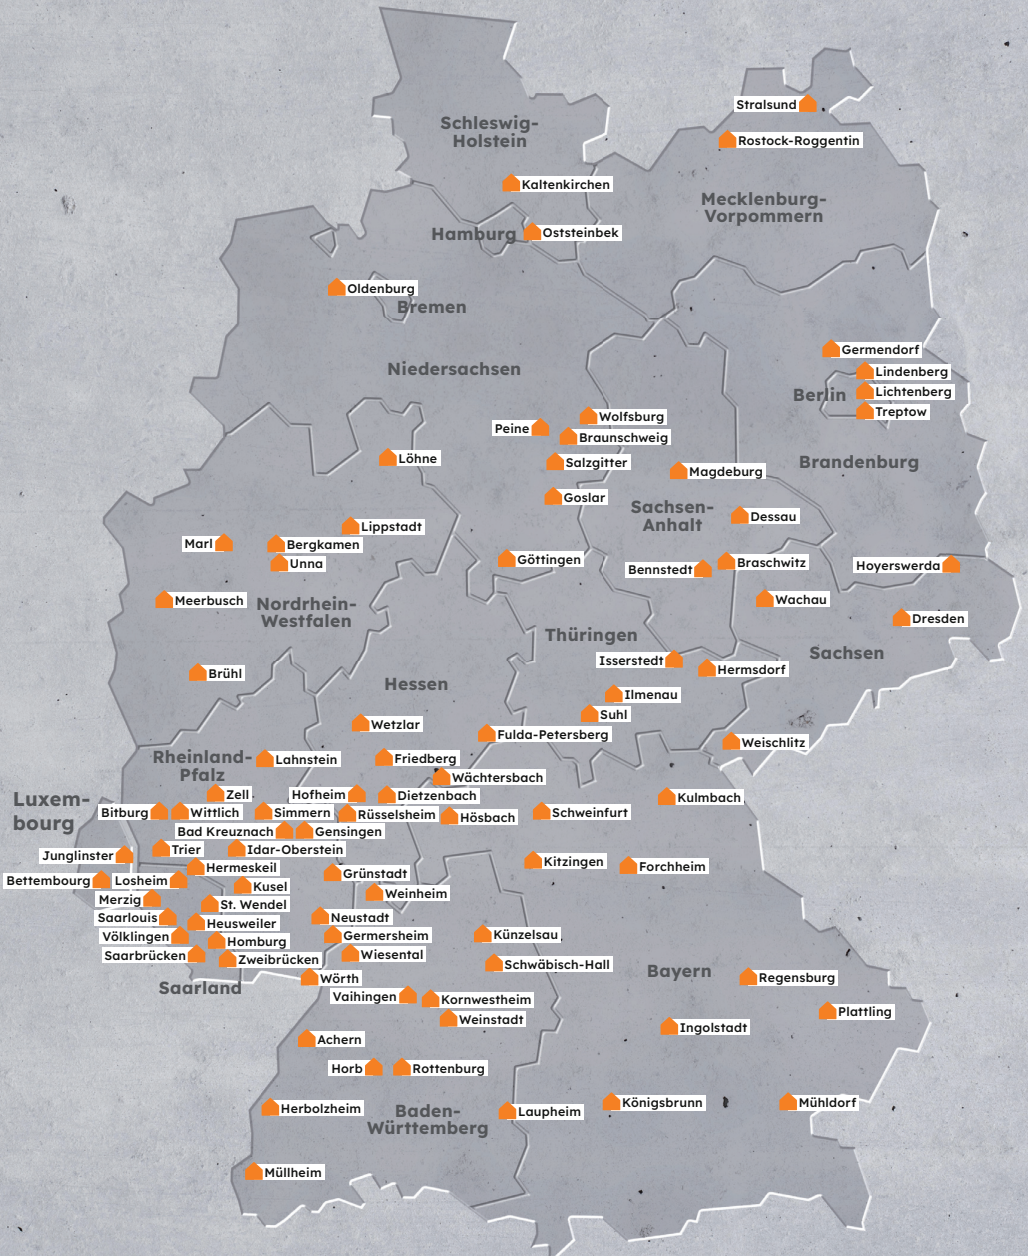 Stralsund
Schleswig-
Holstein
Rostock-Roggentin
Kaltenkirchen
Mecklenburg-
Vorpommern
Hamburg
Oststeinbek
Oldenburg
Bremen
Germendorf
Niedersachsen
Lindenberg
Berlin
Lichtenberg
Treptow
Wolfsburg
Peine
Braunschweig
Löhne
Salzgitter
Brandenburg
Magdeburg
Goslar
Sachsen-
Anhalt
Dessau
Lippstadt
Marl
Bergkamen
Unna
Göttingen
Braschwitz
Bennstedt
Hoyerswerda
Meerbusch
Wachau
Nordrhein-
Westfalen
Dresden
Thüringen
Sachsen
Isserstedt
Hermsdorf
Brühl
Hessen
Ilmenau
Suhl
Wetzlar
Fulda-Petersberg
Weischlitz
Rheinland-
Pfalz
Lahnstein
Friedberg
Wächtersbach
Zell
Hofheim
Dietzenbach
Kulmbach
Luxem-
bourg
Bitburg
Wittlich
Simmern
Rüsselsheim
Hösbach
Schweinfurt
Bad Kreuznach
Gensingen
Trier
Idar-Oberstein
Junglinster
Kitzingen
Forchheim
Hermeskeil
Grünstadt
Bettembourg
Losheim
Kusel
Weinheim
Merzig
St. Wendel
Saarlouis
Neustadt
Heusweiler
Völklingen
Germersheim
Künzelsau
Homburg
Saarbrücken
Wiesental
Zweibrücken
Schwäbisch-Hall
Bayern
Wörth
Regensburg
Saarland
Vaihingen
Kornwestheim
Plattling
Weinstadt
Ingolstadt
Achern
Horb
Rottenburg
Herbolzheim
Königsbrunn
Mühldorf
Baden-
Württemberg
Laupheim
Müllheim